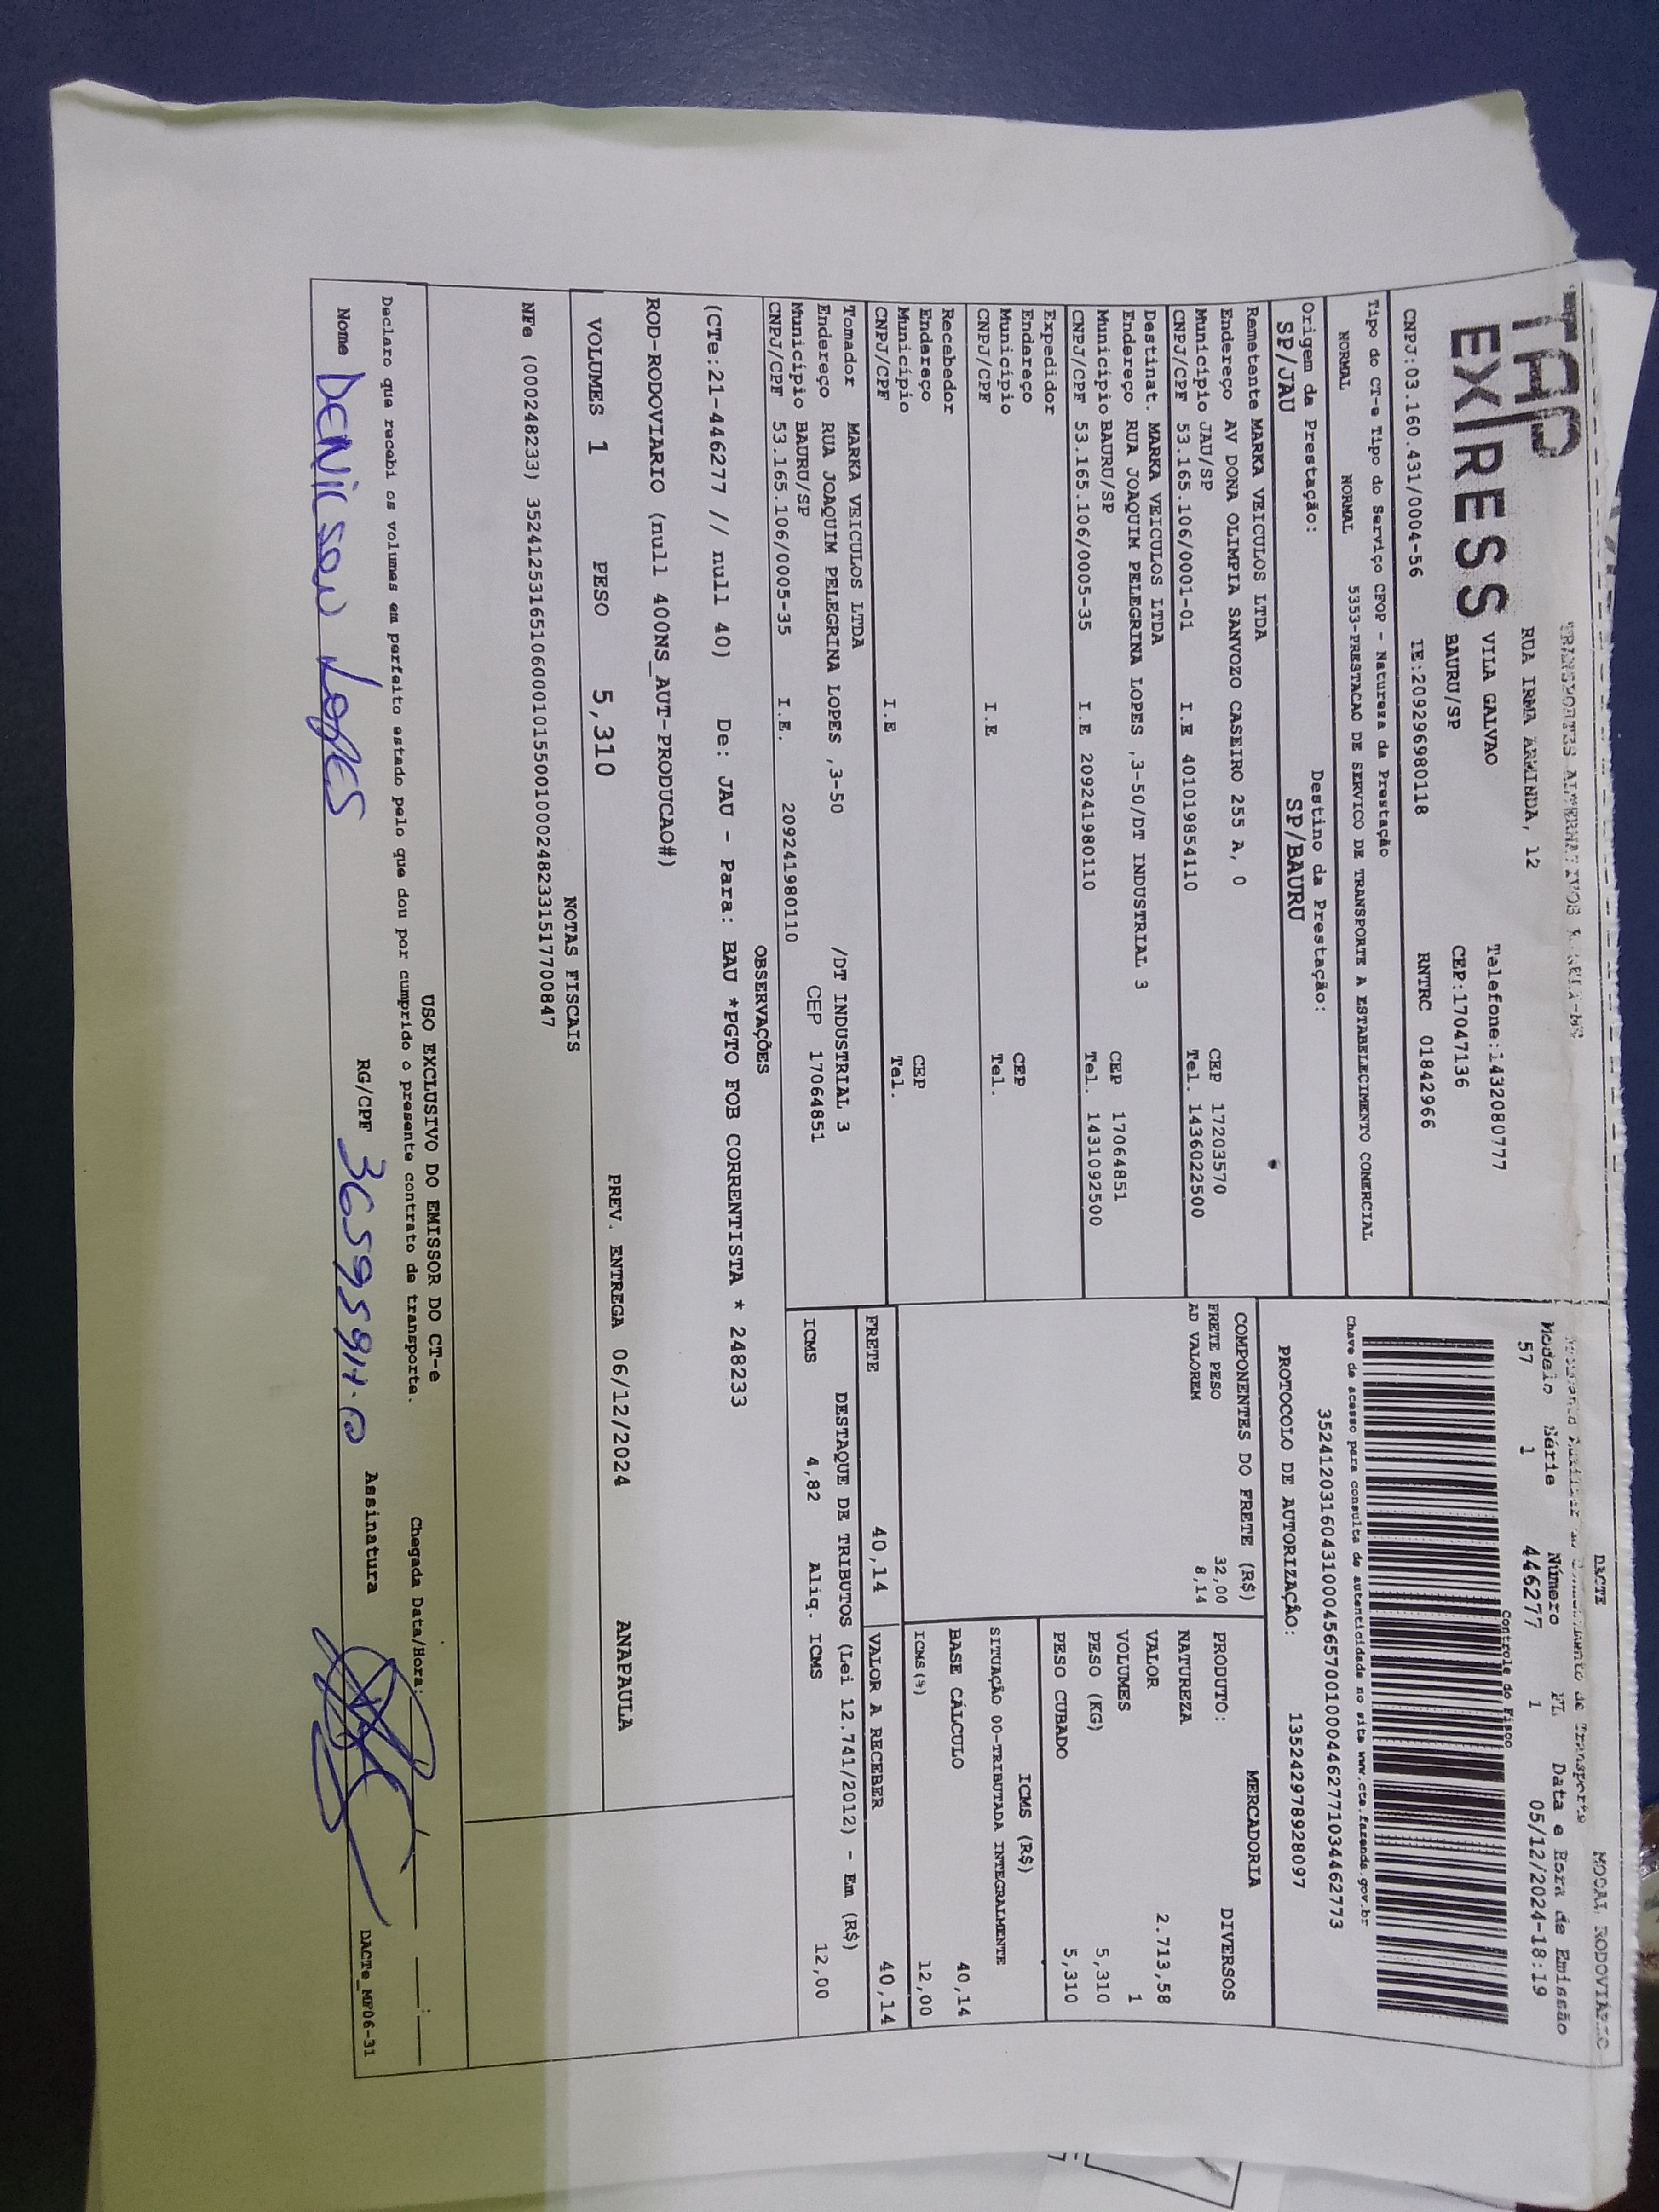 TAP
EXPRESS
RUA IRMA ARMINDA, 12
VILA GALVAO
Telefone:1432080777
BAURU/SP
CEP:17047136
CNPJ:03.160.431/0004-56 IE:209296980118 RNTRC 01842966
DACTE
MODAL RODOVIÁRIO
Modelo Série Número FL Data e Hora de Emissão
57 1 446277 1 05/12/2024-18:19
Controle do Fisco
Chave de acesso para consulta de autenticidade no site www.cte.fazenda.gov.br
35241203160431000456570010004462771034462773
PROTOCOLO DE AUTORIZAÇÃO: 135242978928097
Tipo do CT-e Tipo do Serviço CFOP - Natureza da Prestação
NORMAL NORMAL 5353-PRESTACAO DE SERVICO DE TRANSPORTE A ESTABELECIMENTO COMERCIAL
Origem da Prestação: Destino da Prestação:
SP/JAU SP/BAURU
Remetente MARKA VEICULOS LTDA
Endereço AV DONA OLIMPIA SANVOZO CASEIRO 255 A, 0 CEP 17203570
Município JAU/SP Tel. 1436022500
CNPJ/CPF 53.165.106/0001-01 I.E 401019854110
Destinat. MARKA VEICULOS LTDA
Endereço RUA JOAQUIM PELEGRINA LOPES ,3-50/DT INDUSTRIAL 3
Município BAURU/SP CEP 17064851
CNPJ/CPF 53.165.106/0005-35 I.E 209241980110 Tel. 1431092500
Expedidor
Endereço CEP
Município Tel.
CNPJ/CPF I.E
Recebedor
Endereço CEP
Município Tel.
CNPJ/CPF I.E
Tomador MARKA VEICULOS LTDA
Endereço RUA JOAQUIM PELEGRINA LOPES ,3-50 /DT INDUSTRIAL 3
Município BAURU/SP CEP 17064851
CNPJ/CPF 53.165.106/0005-35 I.E. 209241980110
COMPONENTES DO FRETE (R$)
FRETE PESO 32,00
AD VALOREM 8,14
MERCADORIA
PRODUTO: DIVERSOS
NATUREZA
VALOR 2.713,58
VOLUMES 1
PESO (KG) 5,310
PESO CUBADO 5,310
ICMS (R$)
SITUAÇÃO 00-TRIBUTADA INTEGRALMENTE
BASE CÁLCULO 40,14
ICMS(%) 12,00
FRETE 40,14 VALOR A RECEBER 40,14
DESTAQUE DE TRIBUTOS (Lei 12.741/2012) - Em (R$)
ICMS 4,82 Aliq. ICMS 12,00
OBSERVAÇÕES
(CTe:21-446277 // null 40) De: JAU - Para: BAU *PGTO FOB CORRENTISTA * 248233
ROD-RODOVIARIO (null 400NS_AUT-PRODUCAO#)
VOLUMES 1 PESO 5,310 PREV. ENTREGA 06/12/2024 ANAPAULA
NOTAS FISCAIS
NFe (000248233) 35241253165106000101550010002482331517700847
USO EXCLUSIVO DO EMISSOR DO CT-e
Declaro que recebi os volumes em perfeito estado pelo que dou por cumprido o presente contrato de transporte. Chegada Data/Hora:
Nome DENILSON LOPES RG/CPF Assinatura
DACTe_MP06-31